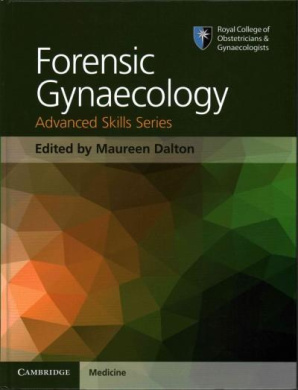 Royal College of
Obstetricians &
Gynaecologists
Forensic
Gynaecology
Advanced Skills Series
Edited by Maureen Dalton
CAMBRIDGE
Medicine